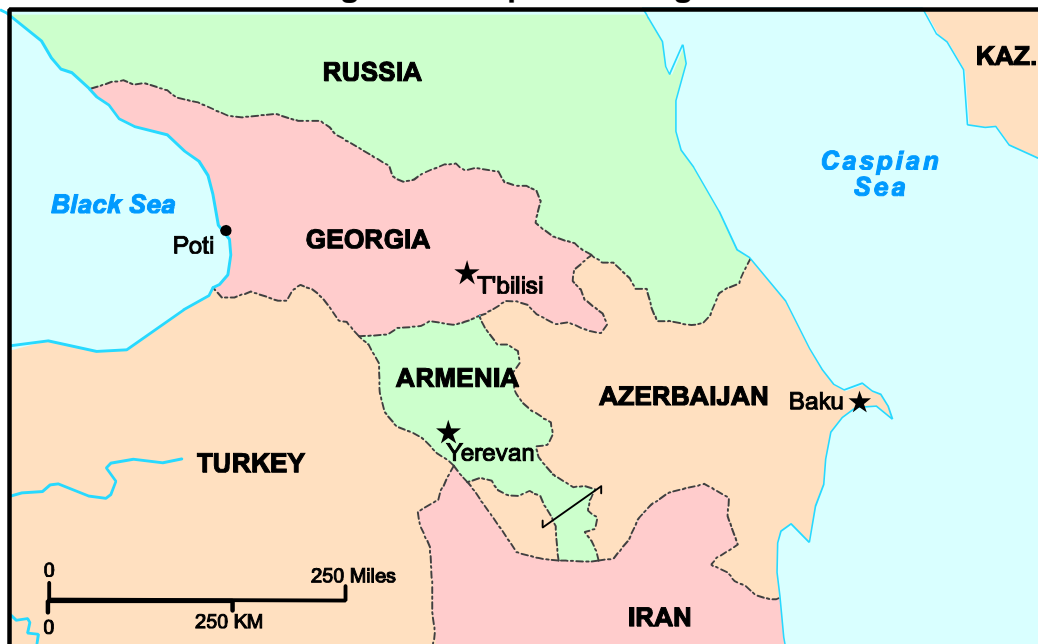 RUSSIA
KAZ.
Caspian
Sea
Black Sea
Poti
GEORGIA
T'bilisi
ARMENIA
AZERBAIJAN
Baku
Yerevan
TURKEY
0
250 Miles
0
250 KM
IRAN